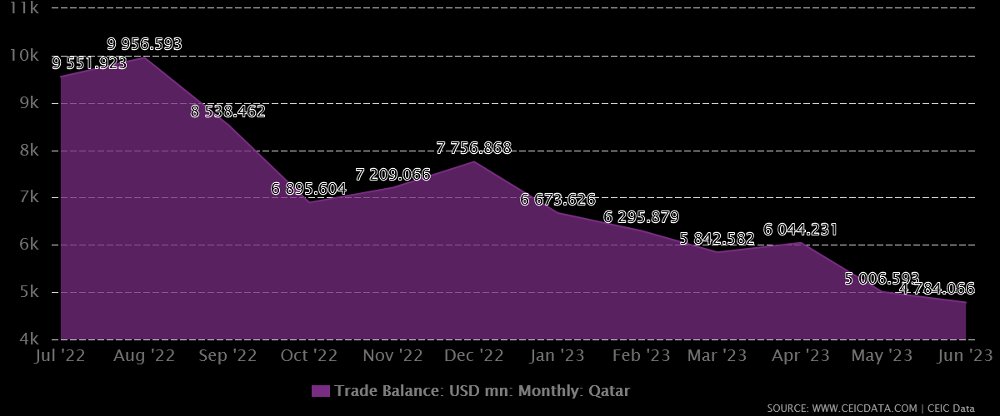 11k
10k
9k
8k
7k
6k
5k
4k
9 551.923
9 956.593
8 538.462
6 895.604
7 209.066
7 756.868
6 673.626
6 295.879
5 842.582
6 044.231
5 006.593
4 784.066
Jul '22 Aug '22 Sep '22 Oct '22 Nov '22 Dec '22 Jan '23 Feb '23 Mar '23 Apr '23 May '23 Jun '23
Trade Balance: USD mn: Monthly: Qatar
SOURCE: WWW.CEICDATA.COM | CEIC Data